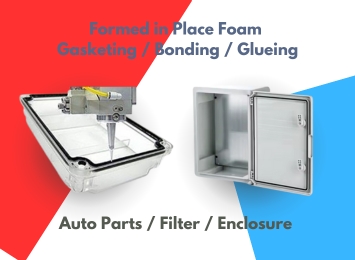 Formed in Place Foam
Gasketing / Bonding / Glueing
Auto Parts / Filter / Enclosure